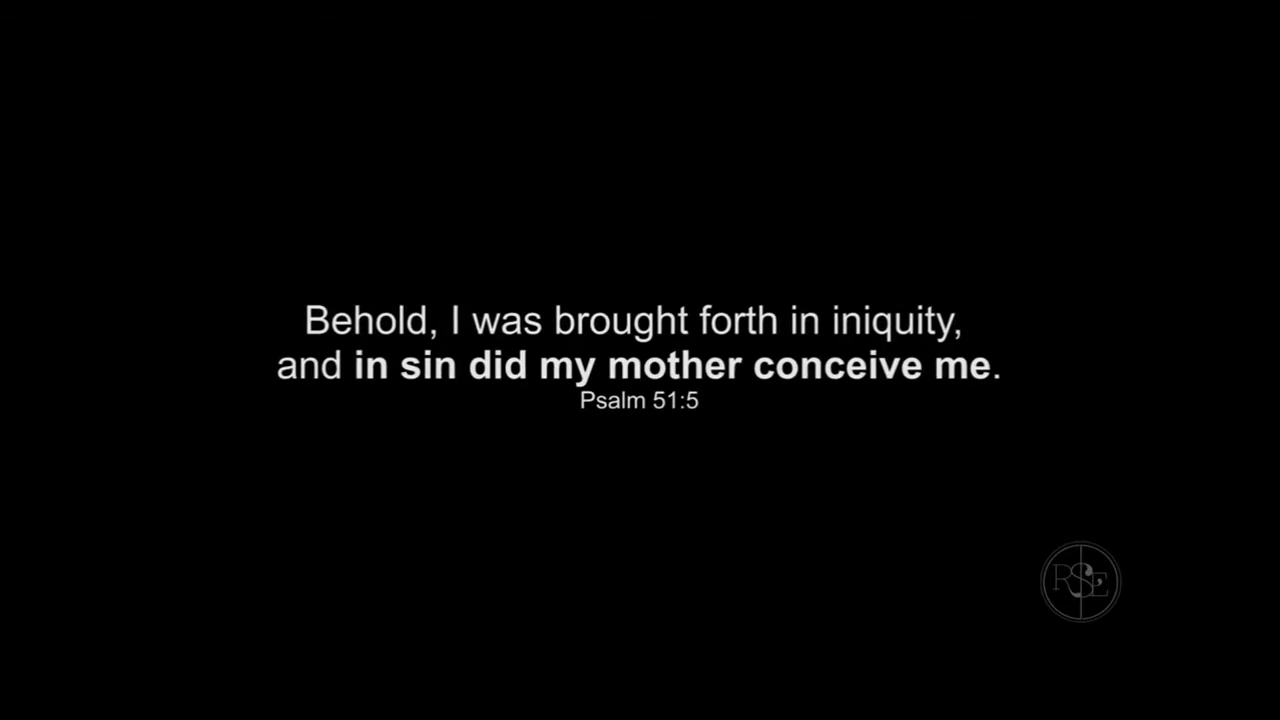 Behold, I was brought forth in iniquity,
and in sin did my mother conceive me.
Psalm 51:5
RSE